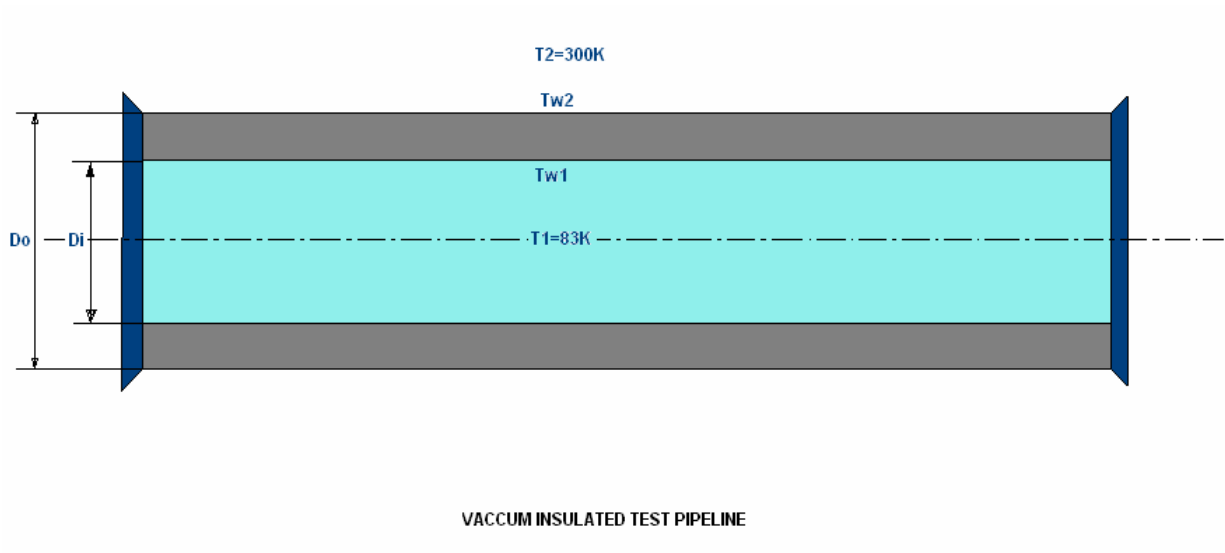 T2=300K
Tw2
Tw1
Do
Di
T1=83K
VACCUM INSULATED TEST PIPELINE